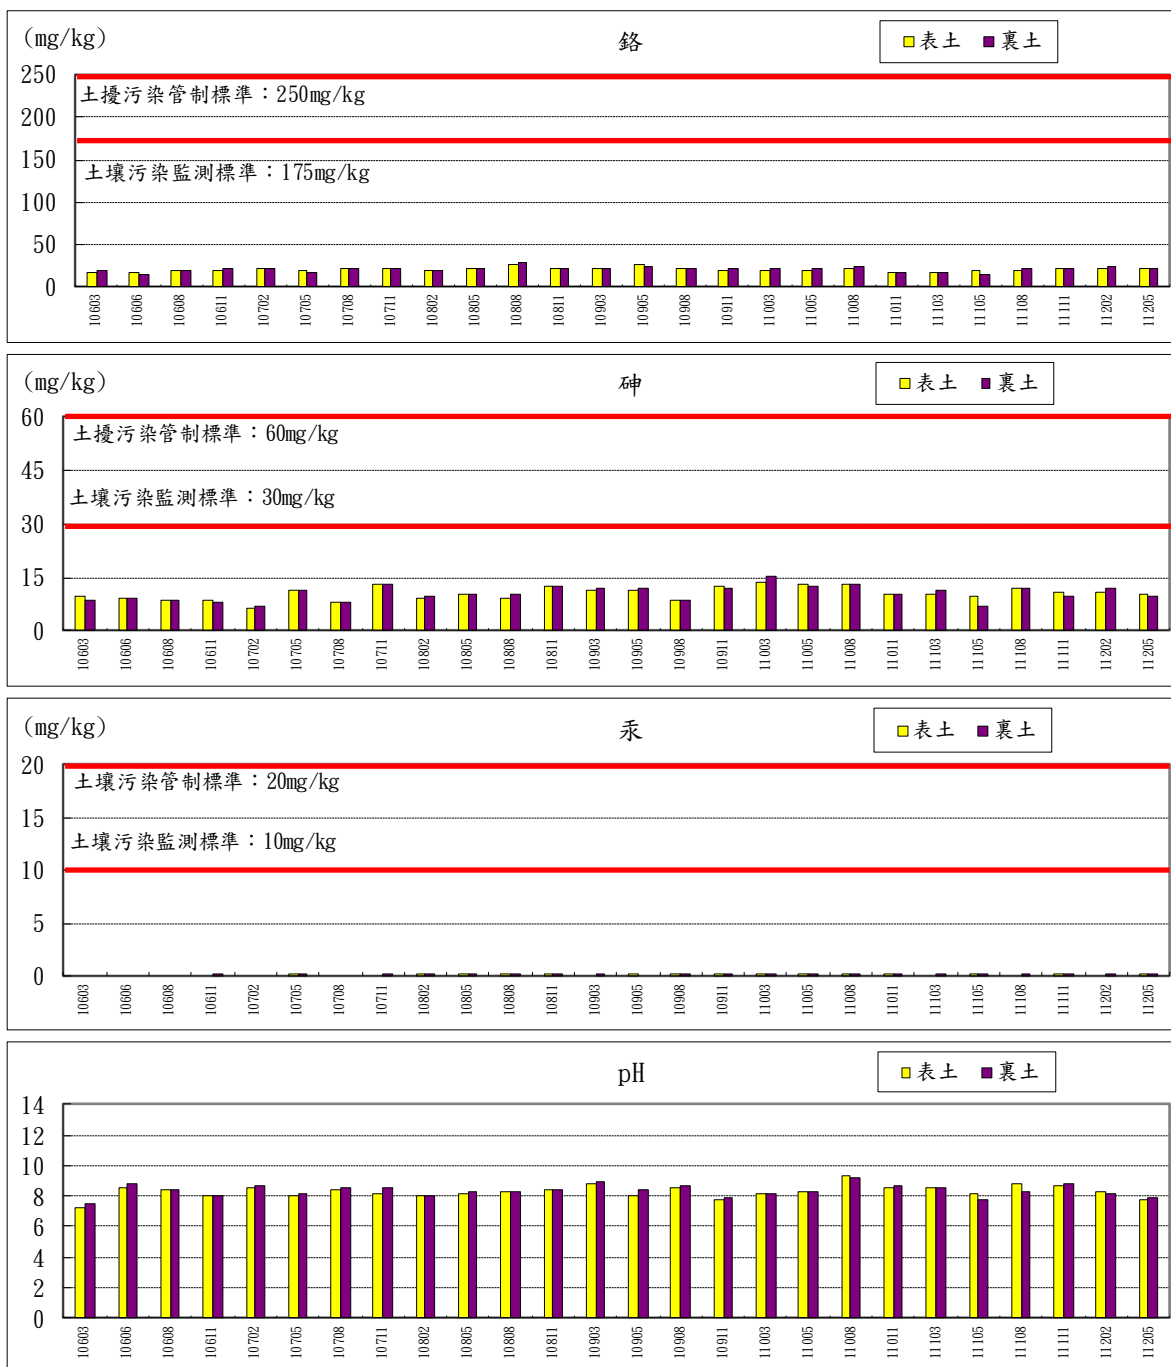 (mg/kg)
鉻
表土 裏土
250
200
150
100
50
0
土擾污染管制標準：250mg/kg
土壤污染監測標準：175mg/kg
10603 10606 10608 10611 10702 10705 10708 10711 10802 10805 10808 10811 10903 10905 10908 10911 11003 11005 11008 11011 11103 11105 11108 11111 11202 11205
(mg/kg)
砷
表土 裏土
60
45
30
15
0
土擾污染管制標準：60mg/kg
土壤污染監測標準：30mg/kg
10603 10606 10608 10611 10702 10705 10708 10711 10802 10805 10808 10811 10903 10905 10908 10911 11003 11005 11008 11011 11103 11105 11108 11111 11202 11205
(mg/kg)
汞
表土 裏土
20
15
10
5
0
土壤污染管制標準：20mg/kg
土壤污染監測標準：10mg/kg
10603 10606 10608 10611 10702 10705 10708 10711 10802 10805 10808 10811 10903 10905 10908 10911 11003 11005 11008 11011 11103 11105 11108 11111 11202 11205
pH
表土 裏土
14
12
10
8
6
4
2
0
10603 10606 10608 10611 10702 10705 10708 10711 10802 10805 10808 10811 10903 10905 10908 10911 11003 11005 11008 11011 11103 11105 11108 11111 11202 11205